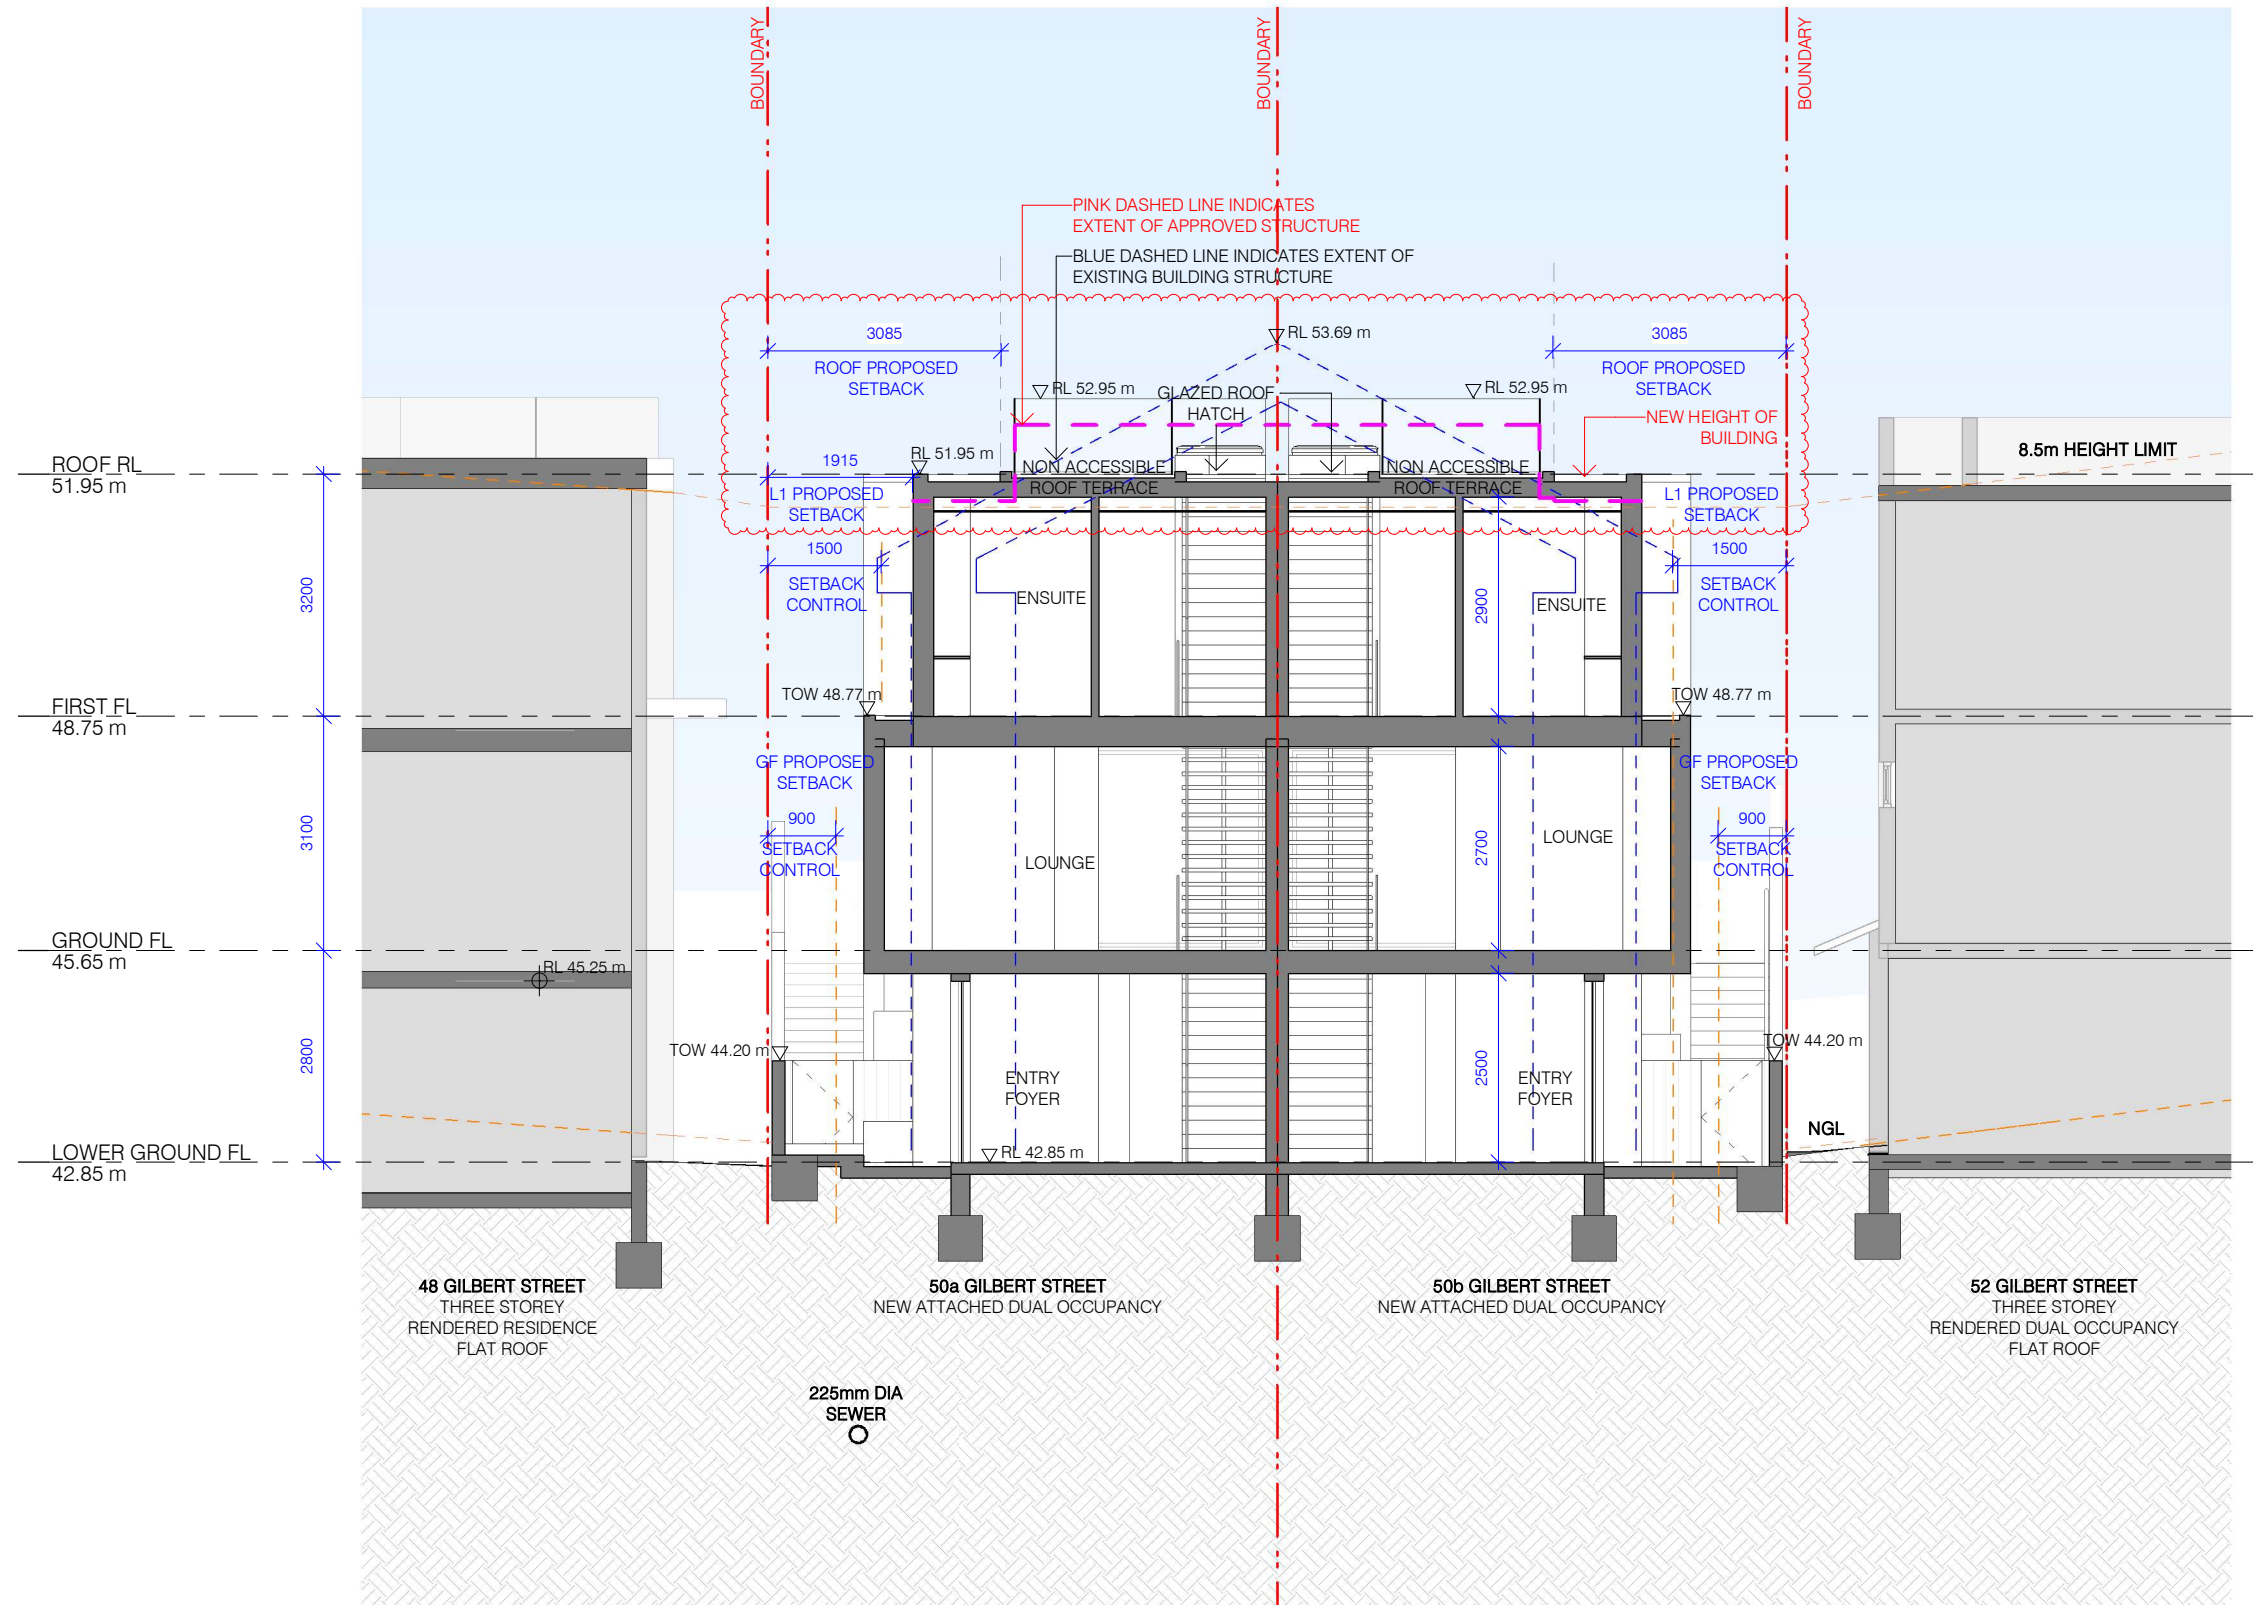 BOUNDARY
BOUNDARY
BOUNDARY
PINK DASHED LINE INDICATES
EXTENT OF APPROVED STRUCTURE
BLUE DASHED LINE INDICATES EXTENT OF
EXISTING BUILDING STRUCTURE
3085
ROOF PROPOSED
SETBACK
RL 53.69 m
3085
ROOF PROPOSED
SETBACK
RL 52.95 m
GLAZED ROOF
HATCH
RL 52.95 m
NEW HEIGHT OF
BUILDING
ROOF RL
51.95 m
1915
L1 PROPOSED
SETBACK
RL 51.95 m
NON ACCESSIBLE
ROOF TERRACE
NON ACCESSIBLE
ROOF TERRACE
L1 PROPOSED
SETBACK
8.5m HEIGHT LIMIT
1500
SETBACK
CONTROL
1500
SETBACK
CONTROL
3200
ENSUITE
2900
ENSUITE
FIRST FL
48.75 m
TOW 48.77 m
TOW 48.77 m
GF PROPOSED
SETBACK
GF PROPOSED
SETBACK
900
SETBACK
CONTROL
900
SETBACK
CONTROL
3100
LOUNGE
2700
LOUNGE
GROUND FL
45.65 m
RL 45.25 m
TOW 44.20 m
TOW 44.20 m
2800
ENTRY
FOYER
2500
ENTRY
FOYER
NGL
LOWER GROUND FL
42.85 m
RL 42.85 m
48 GILBERT STREET
THREE STOREY
RENDERED RESIDENCE
FLAT ROOF
50a GILBERT STREET
NEW ATTACHED DUAL OCCUPANCY
50b GILBERT STREET
NEW ATTACHED DUAL OCCUPANCY
52 GILBERT STREET
THREE STOREY
RENDERED DUAL OCCUPANCY
FLAT ROOF
225mm DIA
SEWER